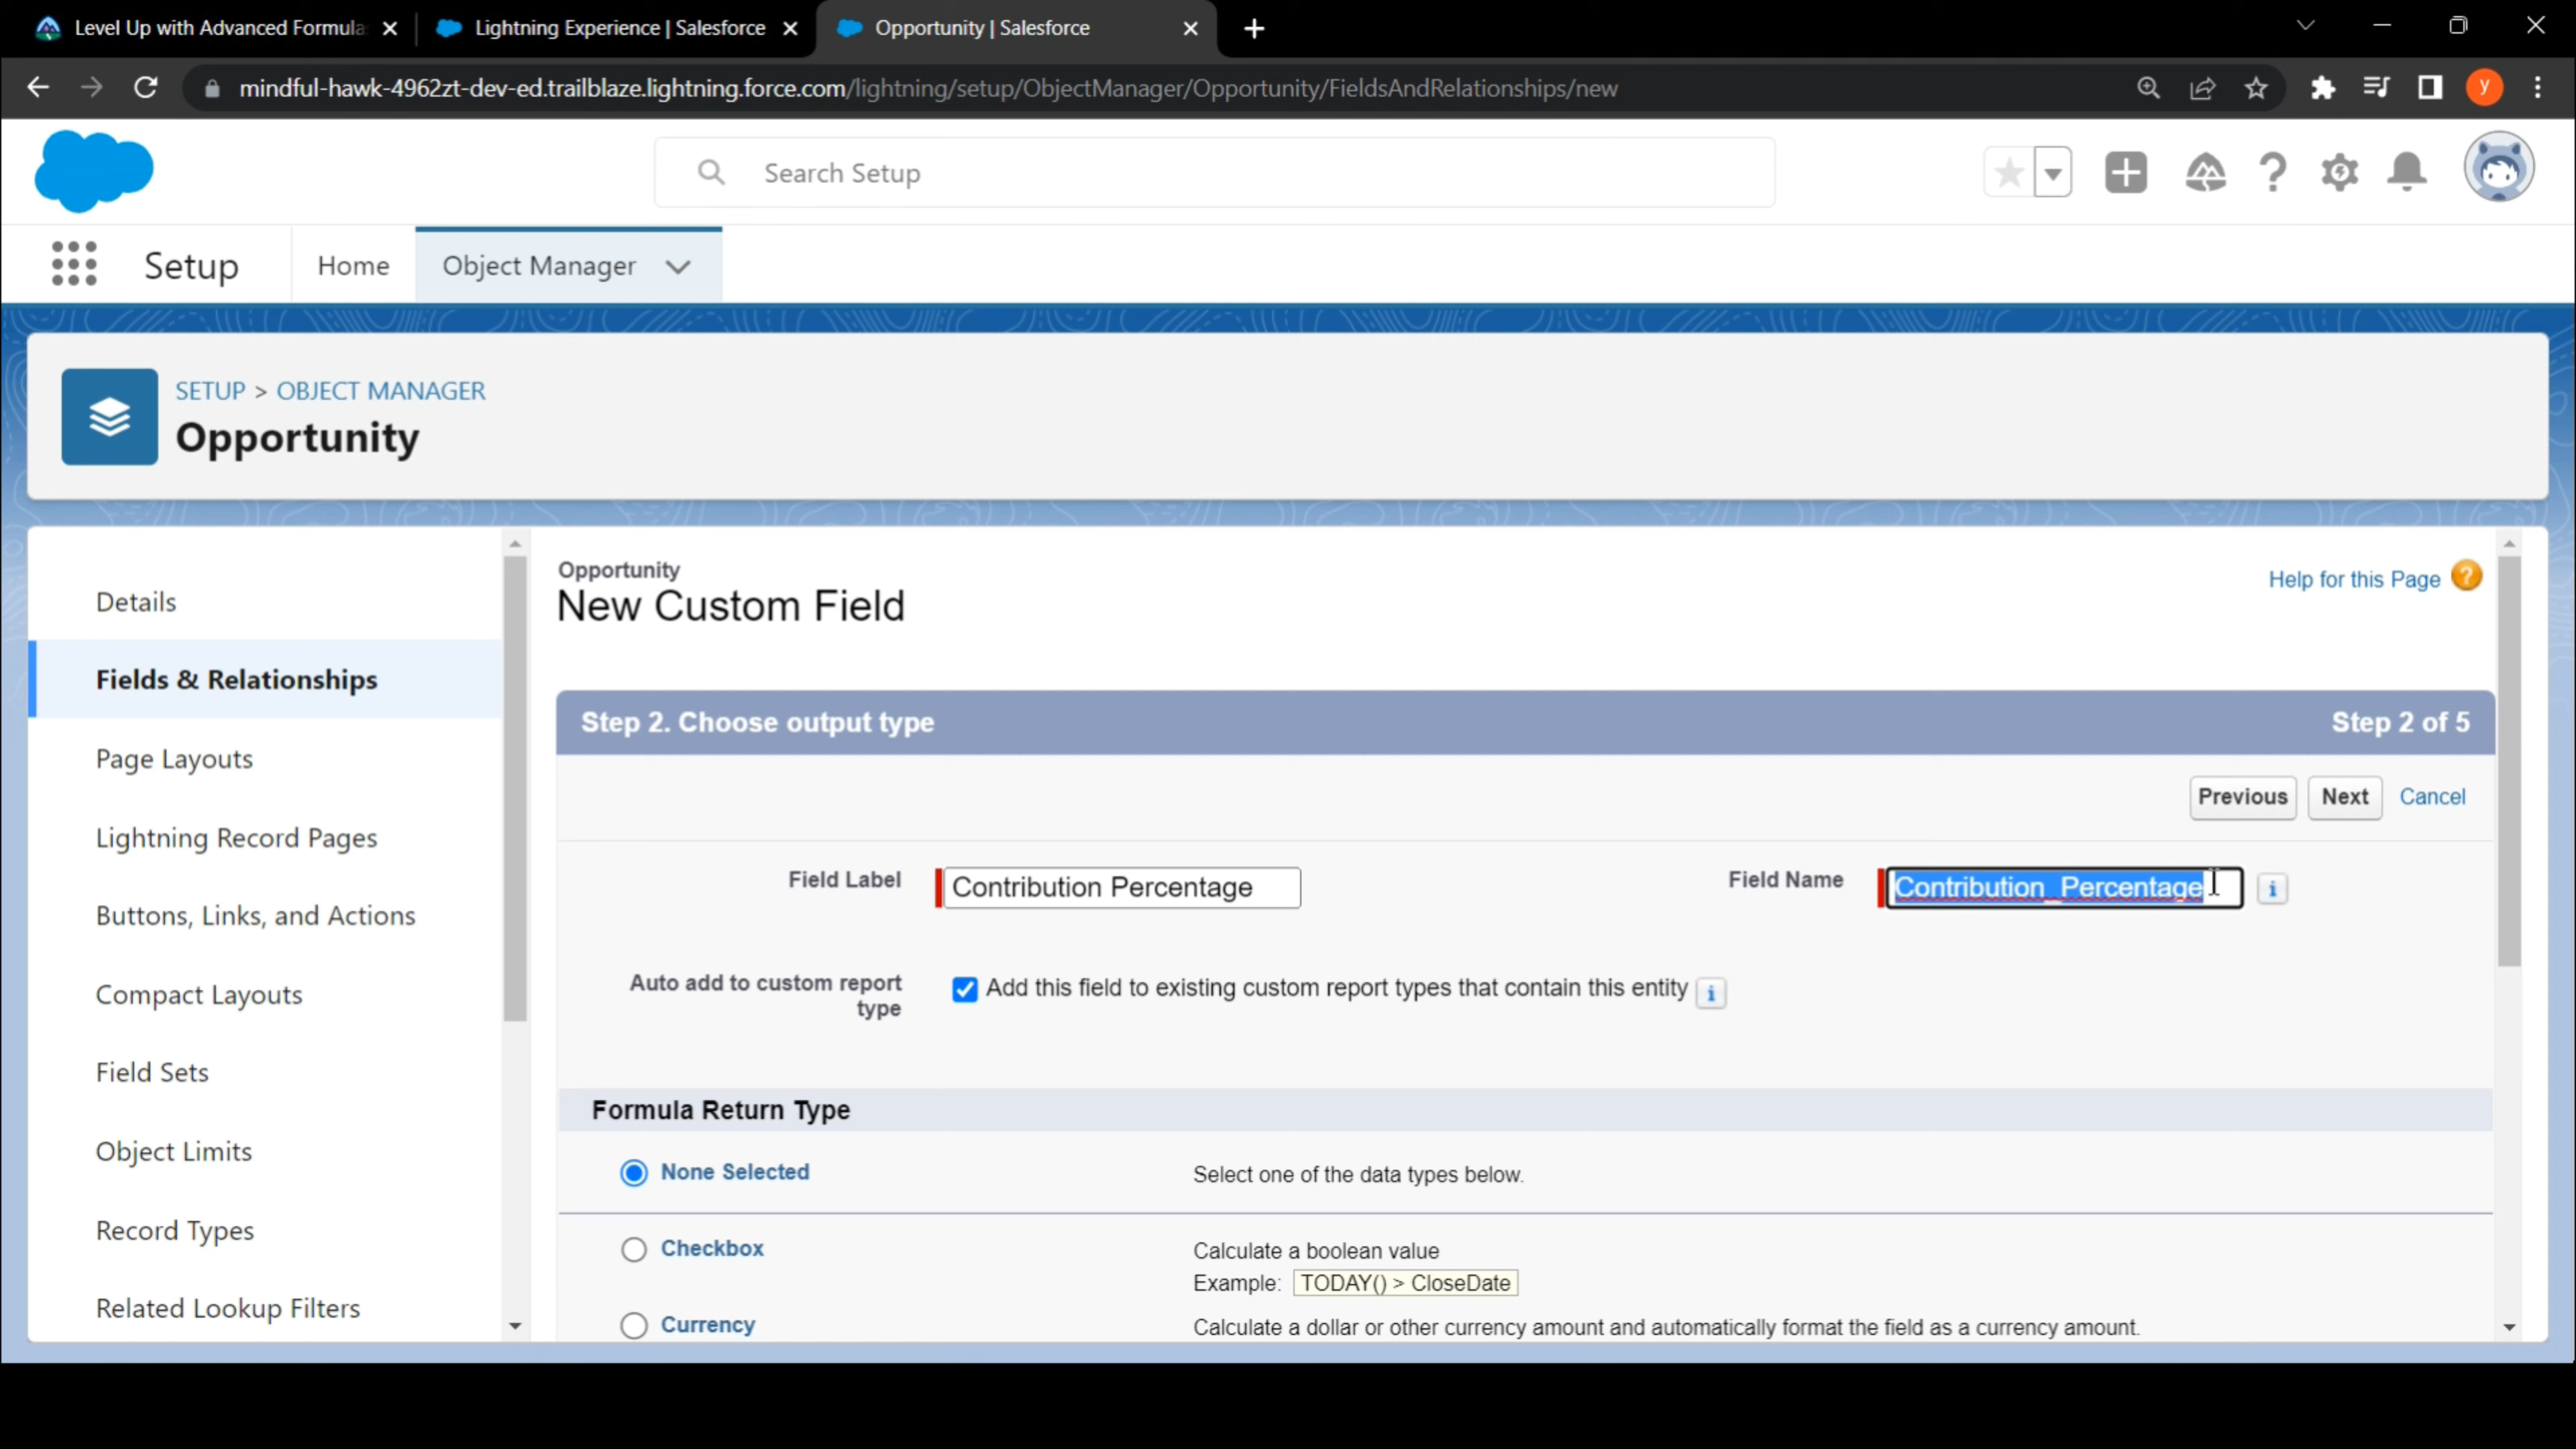 Level Up with Advanced Formula
Lightning Experience | Salesforce
Opportunity | Salesforce
mindful-hawk-4962zt-dev-ed.trailblaze.lightning.force.com/lightning/setup/ObjectManager/Opportunity/FieldsAndRelationships/new
y
Search Setup
Setup
Home
Object Manager
SETUP > OBJECT MANAGER
Opportunity
Details
Fields & Relationships
Page Layouts
Lightning Record Pages
Buttons, Links, and Actions
Compact Layouts
Field Sets
Object Limits
Record Types
Related Lookup Filters
Opportunity
New Custom Field
Help for this Page ?
Step 2. Choose output type
Step 2 of 5
Previous
Next
Cancel
Field Label
Contribution Percentage
Field Name
Contribution_Percentage
i
Auto add to custom report
type
Add this field to existing custom report types that contain this entity
i
Formula Return Type
None Selected
Select one of the data types below.
Checkbox
Calculate a boolean value
Example: TODAY() > CloseDate
Currency
Calculate a dollar or other currency amount and automatically format the field as a currency amount.